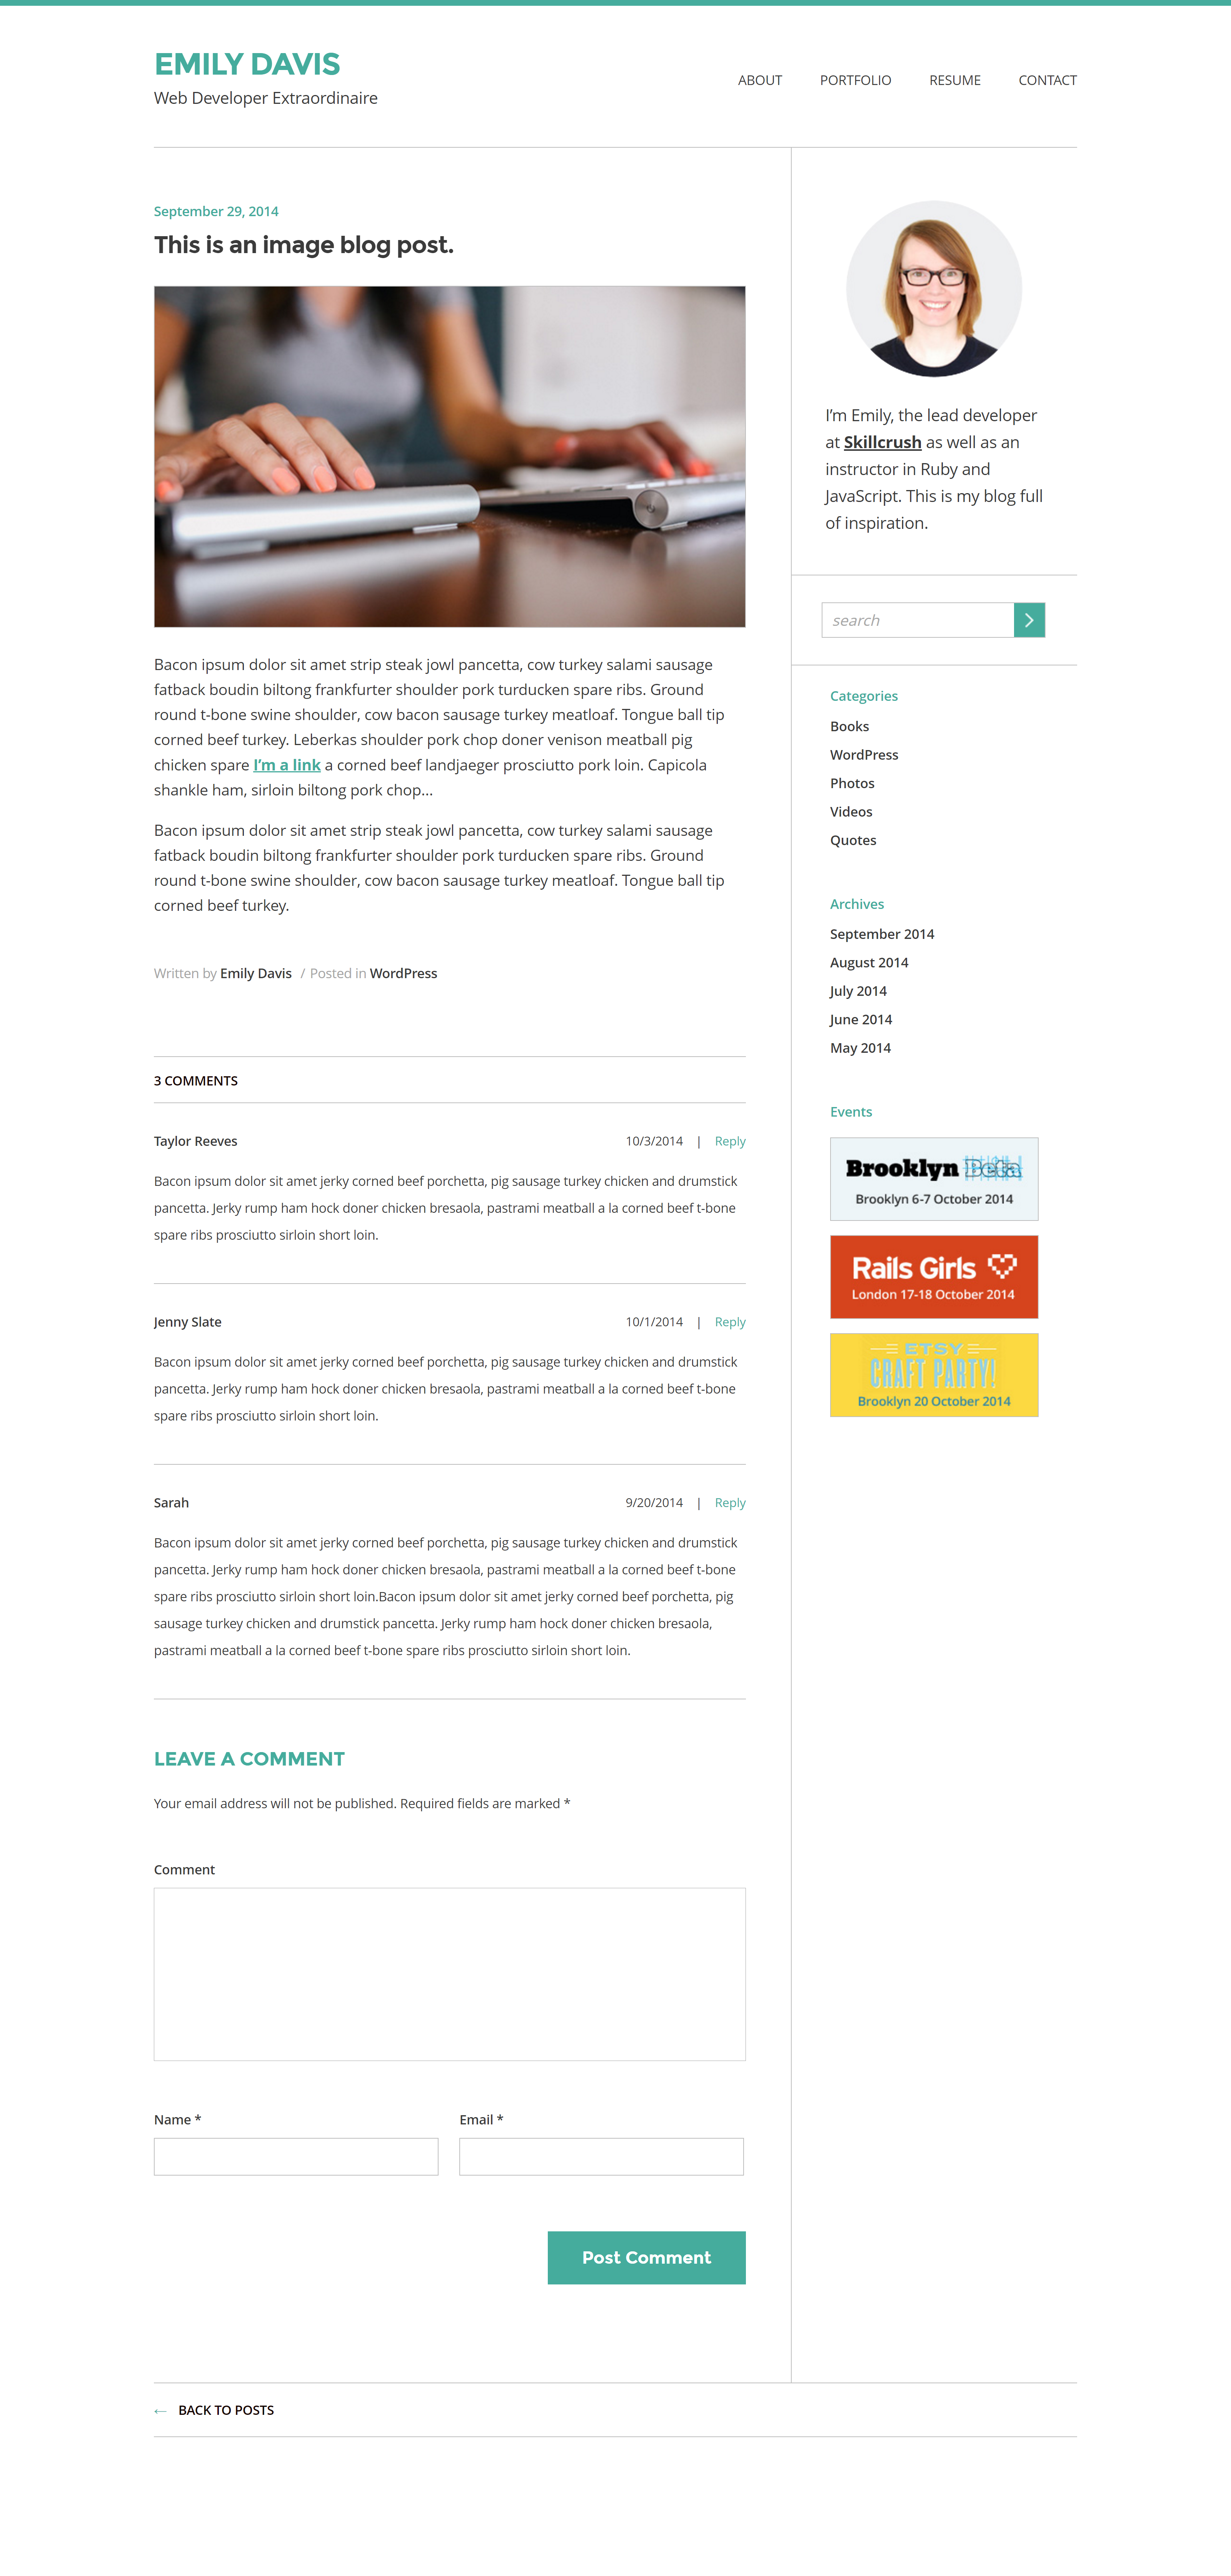 EMILY DAVIS
Web Developer Extraordinaire
ABOUT PORTFOLIO RESUME CONTACT
September 29, 2014
This is an image blog post.
Bacon ipsum dolor sit amet strip steak jowl pancetta, cow turkey salami sausage
fatback boudin biltong frankfurter shoulder pork turducken spare ribs. Ground
round t-bone swine shoulder, cow bacon sausage turkey meatloaf. Tongue ball tip
corned beef turkey. Leberkas shoulder pork chop doner venison meatball pig
chicken spare I’m a link a corned beef landjaeger prosciutto pork loin. Capicola
shankle ham, sirloin biltong pork chop...
Bacon ipsum dolor sit amet strip steak jowl pancetta, cow turkey salami sausage
fatback boudin biltong frankfurter shoulder pork turducken spare ribs. Ground
round t-bone swine shoulder, cow bacon sausage turkey meatloaf. Tongue ball tip
corned beef turkey.
Written by Emily Davis / Posted in WordPress
3 COMMENTS
Taylor Reeves 10/3/2014 | Reply
Bacon ipsum dolor sit amet jerky corned beef porchetta, pig sausage turkey chicken and drumstick
pancetta. Jerky rump ham hock doner chicken bresaola, pastrami meatball a la corned beef t-bone
spare ribs prosciutto sirloin short loin.
Jenny Slate 10/1/2014 | Reply
Bacon ipsum dolor sit amet jerky corned beef porchetta, pig sausage turkey chicken and drumstick
pancetta. Jerky rump ham hock doner chicken bresaola, pastrami meatball a la corned beef t-bone
spare ribs prosciutto sirloin short loin.
Sarah 9/20/2014 | Reply
Bacon ipsum dolor sit amet jerky corned beef porchetta, pig sausage turkey chicken and drumstick
pancetta. Jerky rump ham hock doner chicken bresaola, pastrami meatball a la corned beef t-bone
spare ribs prosciutto sirloin short loin.Bacon ipsum dolor sit amet jerky corned beef porchetta, pig
sausage turkey chicken and drumstick pancetta. Jerky rump ham hock doner chicken bresaola,
pastrami meatball a la corned beef t-bone spare ribs prosciutto sirloin short loin.
LEAVE A COMMENT
Your email address will not be published. Required fields are marked *
Comment
Name * Email *
Post Comment
I’m Emily, the lead developer
at Skillcrush as well as an
instructor in Ruby and
JavaScript. This is my blog full
of inspiration.
search
Categories
Books
WordPress
Photos
Videos
Quotes
Archives
September 2014
August 2014
July 2014
June 2014
May 2014
Events
Brooklyn Beta
Brooklyn 6-7 October 2014
Rails Girls
London 17-18 October 2014
ETSY
CRAFT PARTY!
Brooklyn 20 October 2014
← BACK TO POSTS